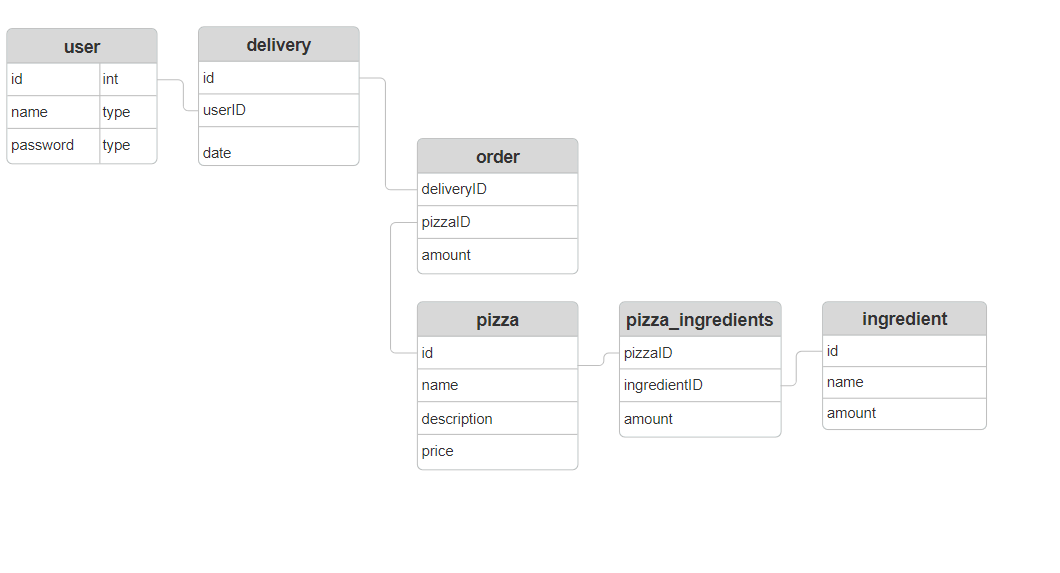 user
id int
name type
password type
delivery
id
userID
date
order
deliveryID
pizzaID
amount
pizza
id
name
description
price
pizza_ingredients
pizzaID
ingredientID
amount
ingredient
id
name
amount